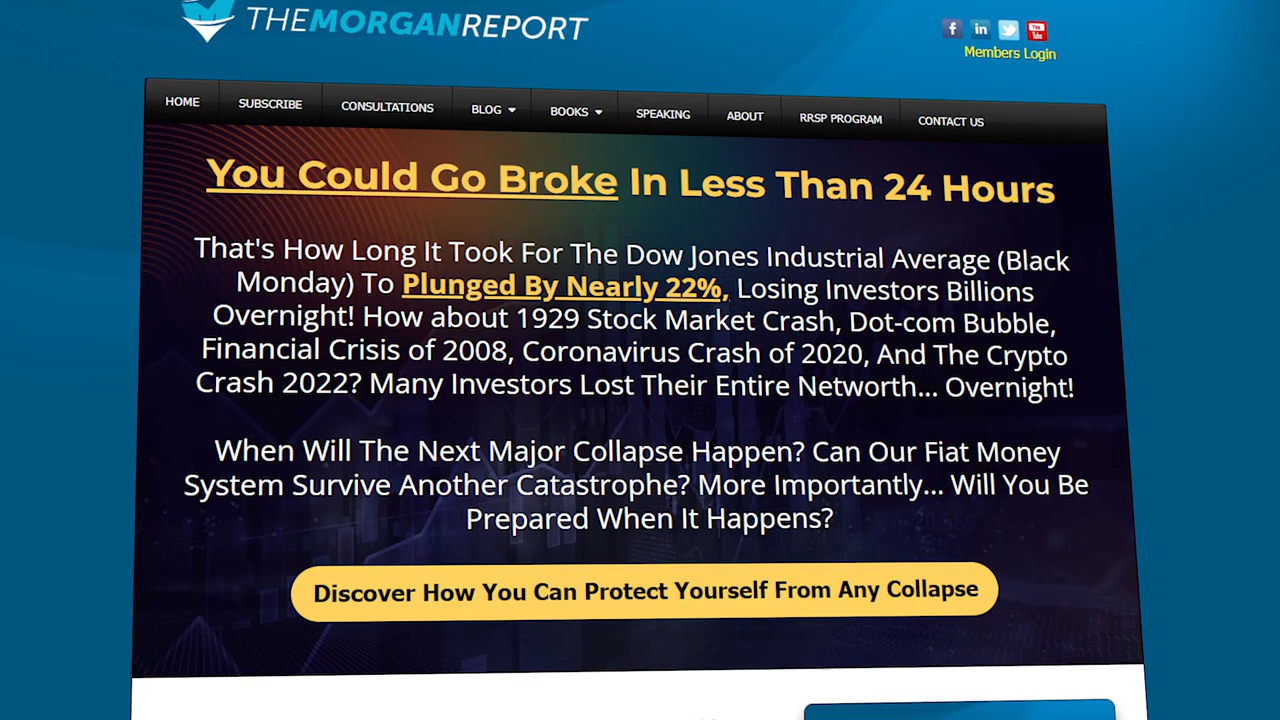 THEMORGANREPORT
Members Login
HOME SUBSCRIBE CONSULTATIONS BLOG BOOKS SPEAKING ABOUT RRSP PROGRAM CONTACT US
You Could Go Broke In Less Than 24 Hours
That's How Long It Took For The Dow Jones Industrial Average (Black
Monday) To Plunged By Nearly 22%, Losing Investors Billions
Overnight! How about 1929 Stock Market Crash, Dot-com Bubble,
Financial Crisis of 2008, Coronavirus Crash of 2020, And The Crypto
Crash 2022? Many Investors Lost Their Entire Networth... Overnight!
When Will The Next Major Collapse Happen? Can Our Fiat Money
System Survive Another Catastrophe? More Importantly... Will You Be
Prepared When It Happens?
Discover How You Can Protect Yourself From Any Collapse